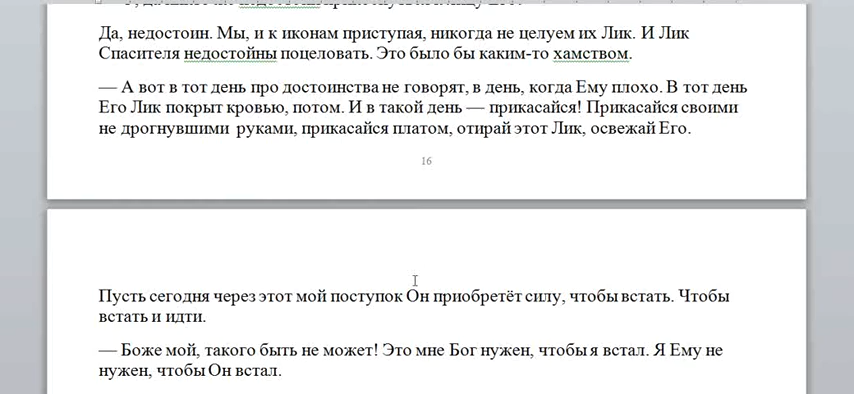 Да, недостоин. Мы, и к иконам приступая, никогда не целуем их Лик. И Лик
Спасителя недостойны поцеловать. Это было бы каким-то хамством.
— А вот в тот день про достоинства не говорят, в день, когда Ему плохо. В тот день
Его Лик покрыт кровью, потом. И в такой день — прикасайся! Прикасайся своими
не дрогнувшими руками, прикасайся платом, отирай этот Лик, освежай Его.
16
Пусть сегодня через этот мой поступок Он приобретёт силу, чтобы встать. Чтобы
встать и идти.
— Боже мой, такого быть не может! Это мне Бог нужен, чтобы я встал. Я Ему не
нужен, чтобы Он встал.